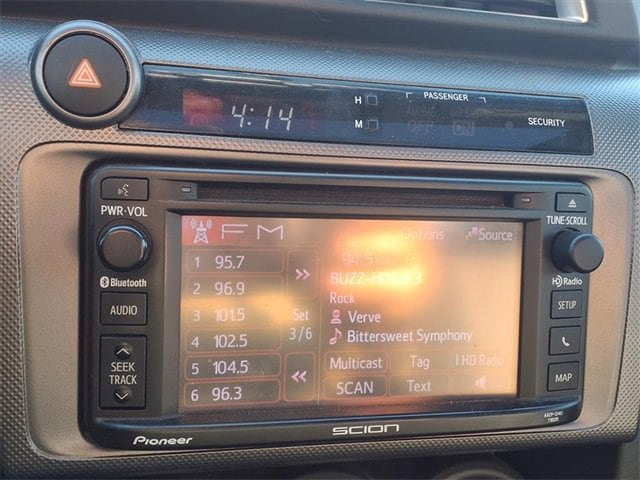 PASSENGER
H
4:14
M
ON
SECURITY
PWR-VOL
TUNE•SCROLL
FM
Options
Source
1 95.7
94.5
2 96.9
Rock
Bluetooth
HD Radio
3 101.5
Set
Verve
AUDIO
SETUP
4 102.5
3/6
Bittersweet Symphony
5 104.5
Multicast
Tag
HD Radio
SEEK
TRACK
6 96.3
SCAN
Text
MAP
Pioneer
SCION